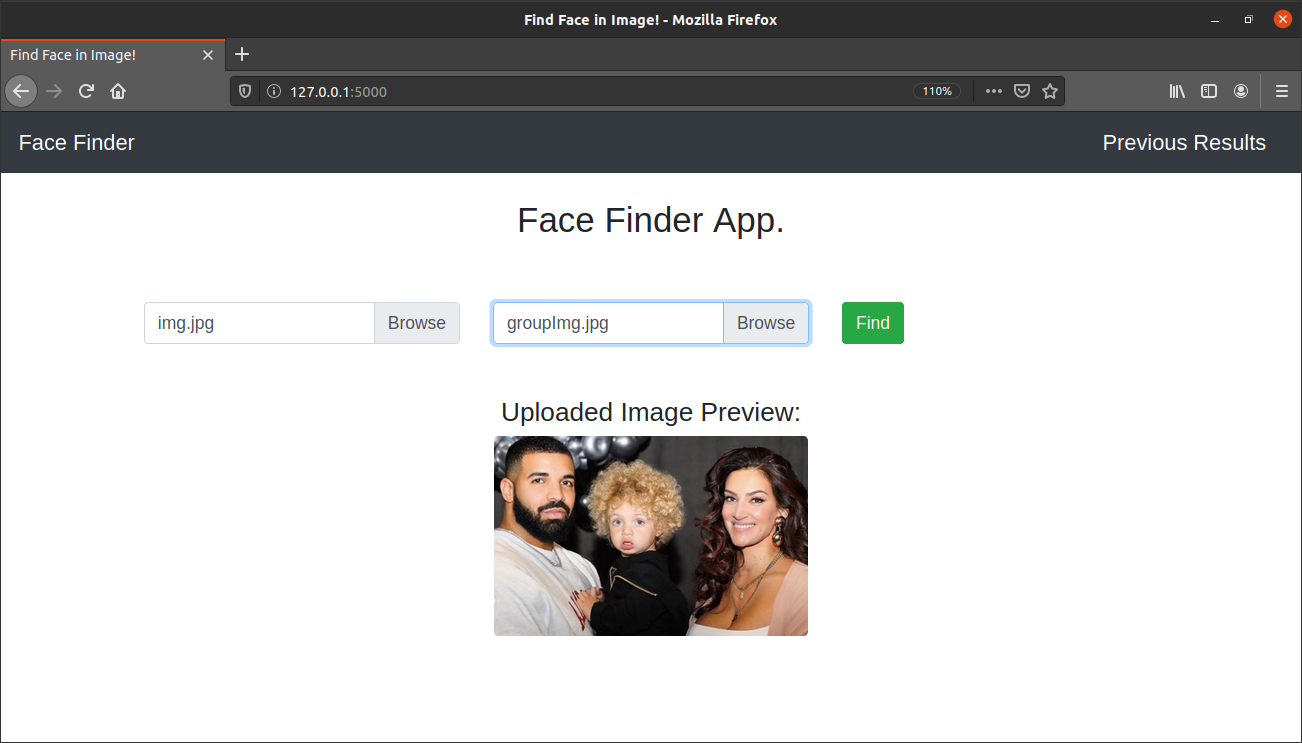 Find Face in Image! - Mozilla Firefox
Find Face in Image!
127.0.0.1:5000
110%
Face Finder
Previous Results
Face Finder App.
img.jpg
Browse
groupImg.jpg
Browse
Find
Uploaded Image Preview: